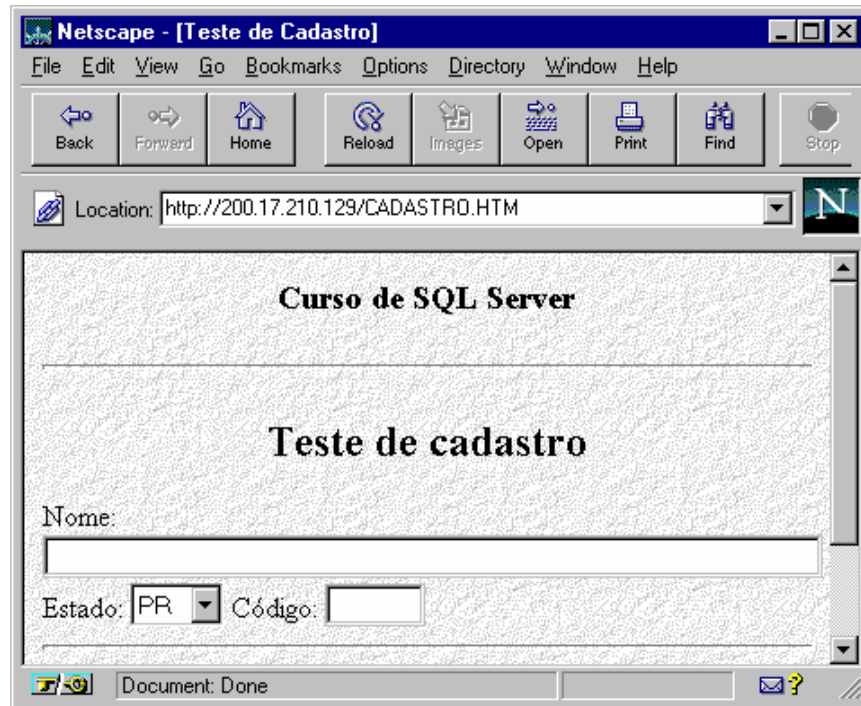 Netscape - [Teste de Cadastro]
File Edit View Go Bookmarks Options Directory Window Help
Back Forward Home Reload Images Open Print Find Stop
Location: http://200.17.210.129/CADASTRO.HTM N
Curso de SQL Server
Teste de cadastro
Nome:
Estado: PR Código:
Document: Done